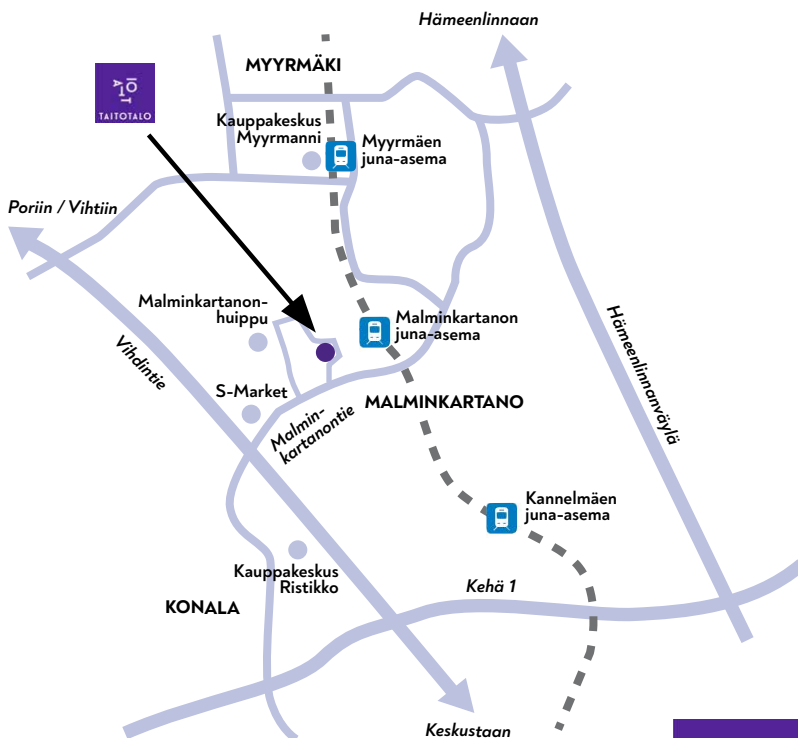 Hämeenlinnaan
MYYRMÄKI
TAITOTALO
Kauppakeskus
Myyrmanni
Myyrmäen
juna-asema
Poriin / Vihtiin
Malminkartanon-
huippu
Malminkartanon
juna-asema
Vihdintie
Hämeenlinnanväylä
S-Market
Malmin-
kartanontie
MALMINKARTANO
Kannelmäen
juna-asema
Kauppakeskus
Ristikko
Kehä 1
KONALA
Keskustaan